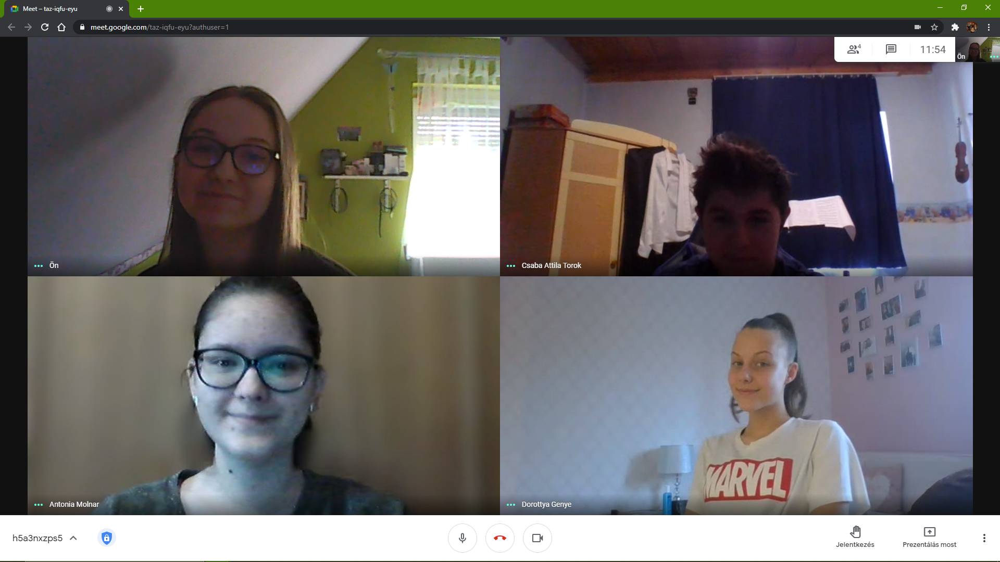 Meet – taz-iqfu-eyu
meet.google.com/taz-iqfu-eyu?authuser=1
4
11:54
Ön
Ön
Csaba Attila Torok
Antonia Molnar
Dorottya Genye
MARVEL
h5a3nxzps5
Jelentkezés
Prezentálás most